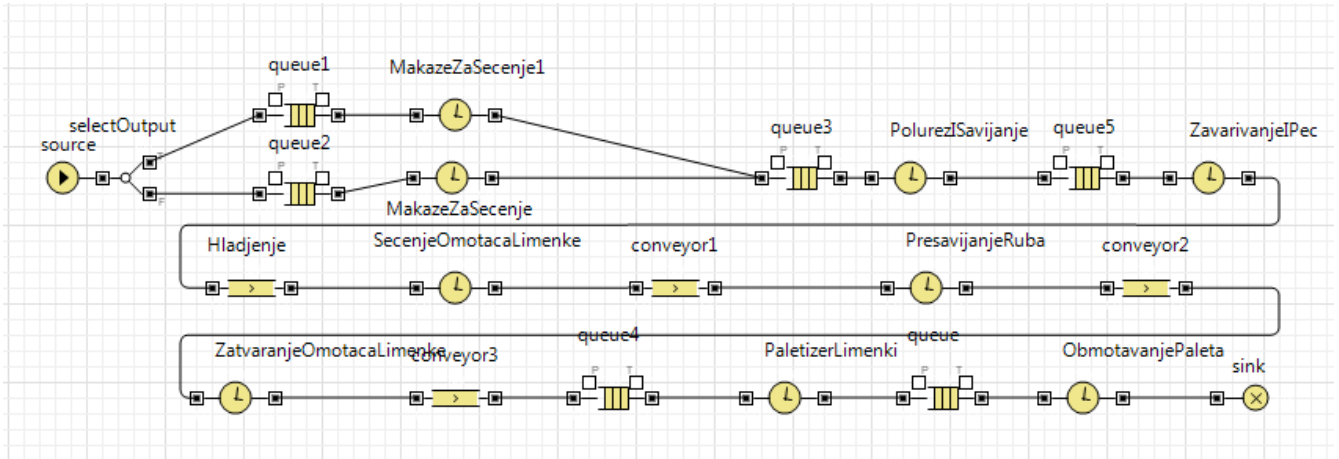 queue1
MakazeZaSecenje1
selectOutput
source
P T
T
F
queue2
P T
MakazeZaSecenje
queue3
P T
PolurezISavijanje
queue5
P T
ZavarivanjeIPec
Hladjenje
SecenjeOmotacaLimenke
conveyor1
PresavijanjeRuba
conveyor2
ZatvaranjeOmotacaLimenke
conveyor3
queue4
P T
PaletizerLimenki
queue
P T
ObmotavanjePaleta
sink